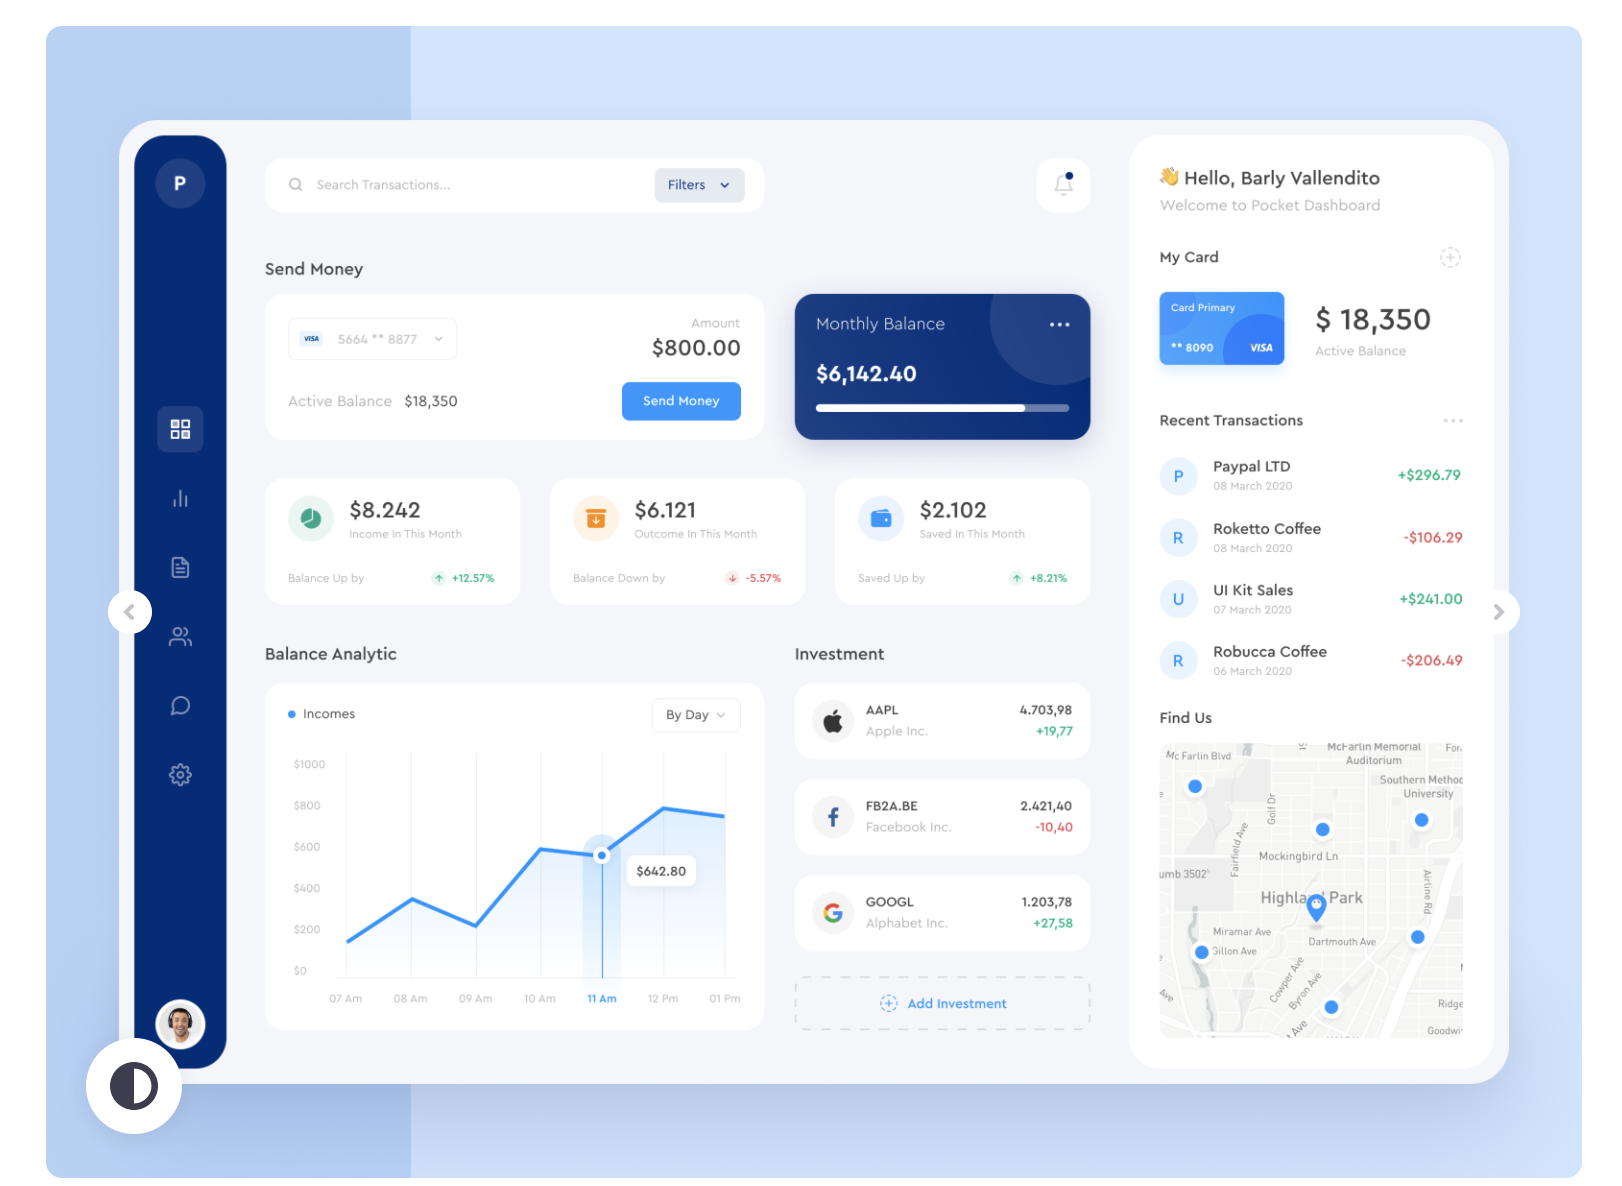 P
Search Transactions...
Filters
Send Money
VISA 5664 ** 8877
Amount
$800.00
Active Balance $18,350
Send Money
Monthly Balance
$6,142.40
$8.242
Income In This Month
Balance Up by +12.57%
$6.121
Outcome In This Month
Balance Down by -5.57%
$2.102
Saved In This Month
Saved Up by +8.21%
Balance Analytic
Incomes
By Day
$1000
$800
$600
$400
$200
$0
$642.80
07 Am 08 Am 09 Am 10 Am 11 Am 12 Pm 01 Pm
Investment
AAPL 4.703,98
Apple Inc. +19,77
FB2A.BE 2.421,40
Facebook Inc. -10,40
GOOGL 1.203,78
Alphabet Inc. +27,58
Add Investment
👋 Hello, Barly Vallendito
Welcome to Pocket Dashboard
My Card
Card Primary
** 8090 VISA
$ 18,350
Active Balance
Recent Transactions
P
Paypal LTD
08 March 2020
+$296.79
R
Roketto Coffee
08 March 2020
-$106.29
U
UI Kit Sales
07 March 2020
+$241.00
R
Robucca Coffee
06 March 2020
-$206.49
Find Us
Mc Farlin Blvd
McFarlin Memorial
Auditorium
Southern Methoc
University
Golf Dr
Fairfield Ave
Mockingbird Ln
umb 3502
Highland Park
Airline Rd
Miramar Ave
Dartmouth Ave
Gillon Ave
Cowper Ave
Byron Ave
Ave
Ave
Ridge
Goodwi